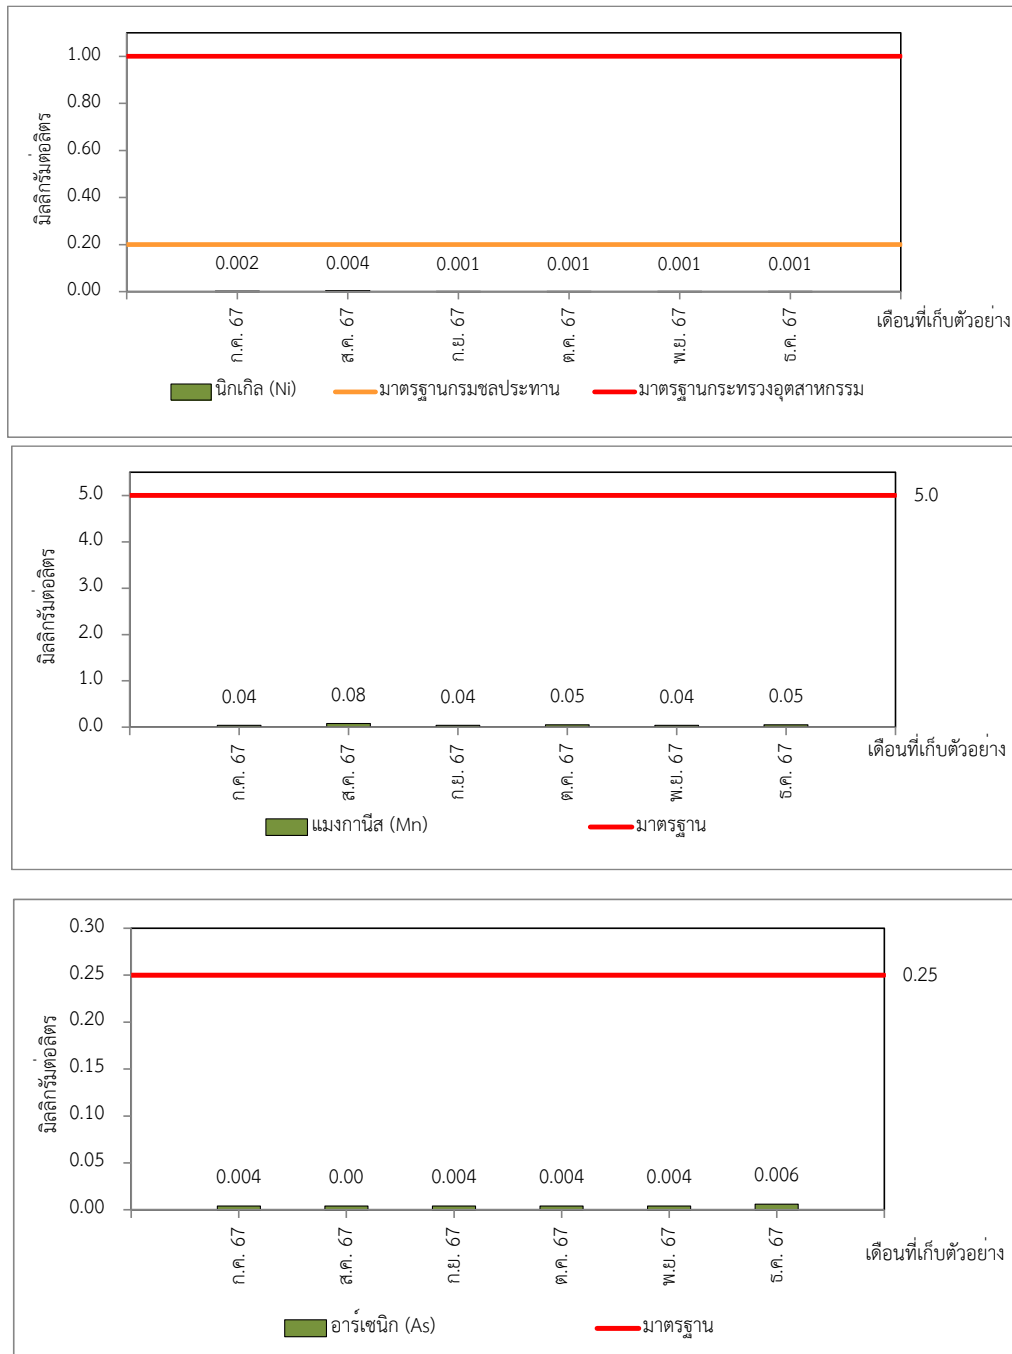 1.00
0.80
0.60
0.40
0.20
0.00
มิลลิกรัมต่อลิตร
0.002 0.004 0.001 0.001 0.001 0.001
ก.ค. 67 ส.ค. 67 ก.ย. 67 ต.ค. 67 พ.ย. 67 ธ.ค. 67
เดือนที่เก็บตัวอย่าง
นิกเกิล (Ni) มาตรฐานกรมชลประทาน มาตรฐานกระทรวงอุตสาหกรรม
5.0
4.0
3.0
2.0
1.0
0.0
มิลลิกรัมต่อลิตร
5.0
0.04 0.08 0.04 0.05 0.04 0.05
ก.ค. 67 ส.ค. 67 ก.ย. 67 ต.ค. 67 พ.ย. 67 ธ.ค. 67
เดือนที่เก็บตัวอย่าง
แมงกานีส (Mn) มาตรฐาน
0.30
0.25
0.20
0.15
0.10
0.05
0.00
มิลลิกรัมต่อลิตร
0.25
0.004 0.00 0.004 0.004 0.004 0.006
ก.ค. 67 ส.ค. 67 ก.ย. 67 ต.ค. 67 พ.ย. 67 ธ.ค. 67
เดือนที่เก็บตัวอย่าง
อาร์เซนิก (As) มาตรฐาน